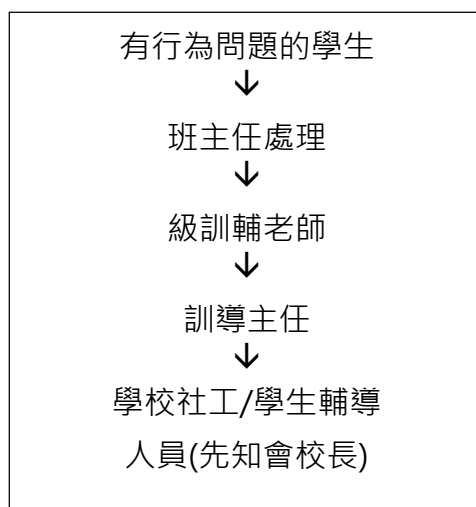 有行為問題的學生
↓
班主任處理
↓
級訓輔老師
↓
訓導主任
↓
學校社工/學生輔導
人員(先知會校長)